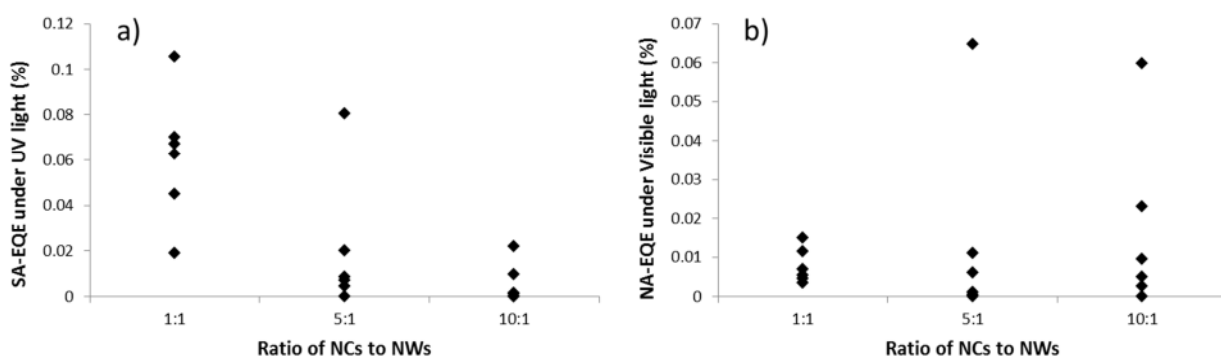 a)
SA-EQE under UV light (%)
0.12
0.1
0.08
0.06
0.04
0.02
0
1:1 5:1 10:1
Ratio of NCs to NWs
b)
NA-EQE under Visible light (%)
0.07
0.06
0.05
0.04
0.03
0.02
0.01
0
1:1 5:1 10:1
Ratio of NCs to NWs